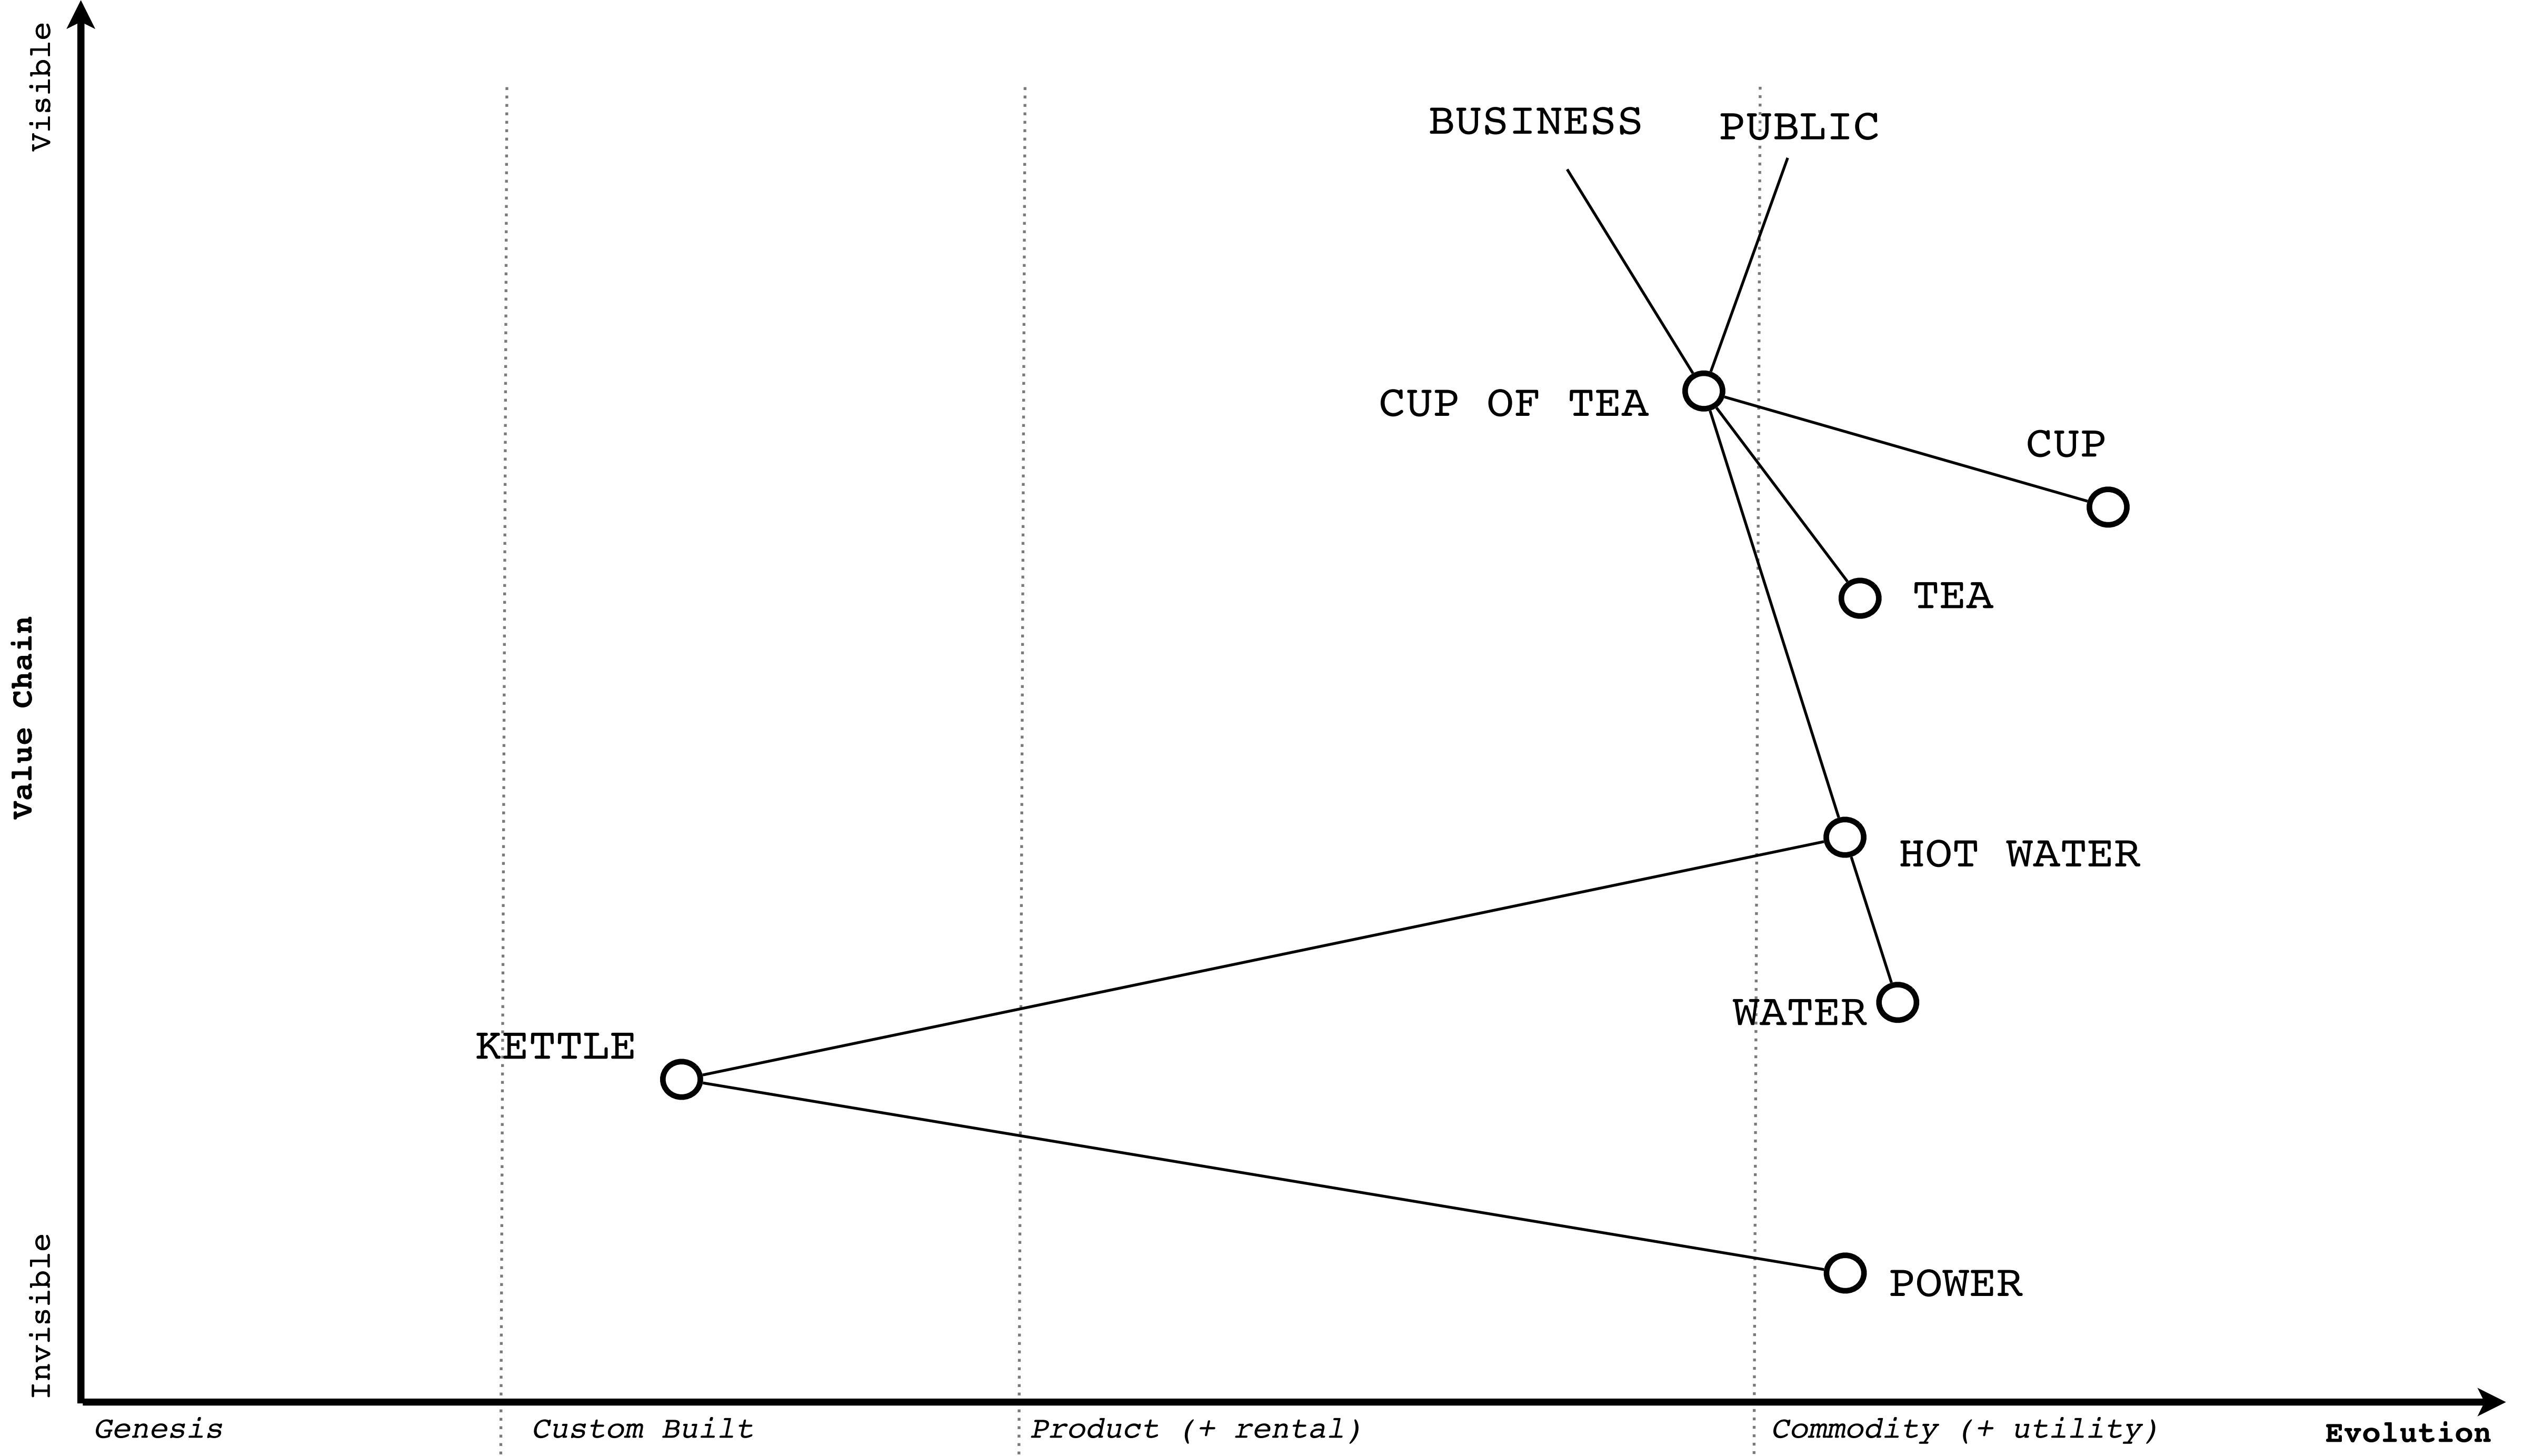 Visible
Value Chain
Invisible
BUSINESS
PUBLIC
CUP OF TEA
CUP
TEA
HOT WATER
WATER
KETTLE
POWER
Genesis
Custom Built
Product (+ rental)
Commodity (+ utility)
Evolution